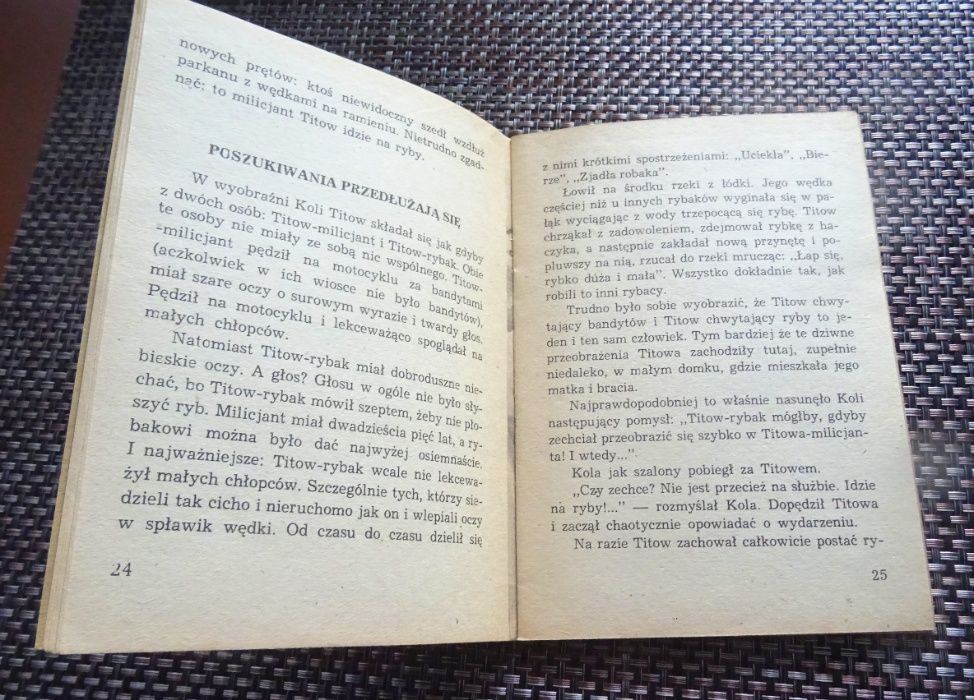 nowych prętów: ktoś niewidoczny szedł wzdłuż
parkanu z wędkami na ramieniu. Nietrudno zgad-
nąć: to milicjant Titow idzie na ryby.
POSZUKIWANIA PRZEDŁUŻAJĄ SIĘ
W wyobraźni Koli Titow składał się jak gdyby
z dwóch osób: Titow-milicjant i Titow-rybak. Obie
te osoby nie miały ze sobą nic wspólnego. Titow-
-milicjant pędził na motocyklu za bandytami
(aczkolwiek w ich wiosce nie było bandytów),
miał szare oczy o surowym wyrazie i twardy głos.
Pędził na motocyklu i lekceważąco spoglądał na
małych chłopców.
Natomiast Titow-rybak miał dobroduszne nie-
bieskie oczy. A głos? Głosu w ogóle nie było sły-
chać, bo Titow-rybak mówił szeptem, żeby nie pło-
szyć ryb. Milicjant miał dwadzieścia pięć lat, a ry-
bakowi można było dać najwyżej osiemnaście.
I najważniejsze: Titow-rybak wcale nie lekcewa-
żył małych chłopców. Szczególnie tych, którzy sie-
dzieli tak cicho i nieruchomo jak on i wlepiali oczy
w spławik wędki. Od czasu do czasu dzielił się
24
z nimi krótkimi spostrzeżeniami: „Uciekła”, „Bie-
rze”, „Zjadła robaka”.
Łowił na środku rzeki z łódki. Jego wędka
częściej niż u innych rybaków wyginała się w pa-
łąk wyciągając z wody trzepocącą się rybę. Titow
chrząkał z zadowoleniem, zdejmował rybkę z ha-
czyka, a następnie zakładał nową przynętę i po-
pluwszy na nią, rzucał do rzeki mrucząc: „Łap się,
rybko duża i mała”. Wszystko dokładnie tak, jak
robili to inni rybacy.
Trudno było sobie wyobrazić, że Titow chwy-
tający bandytów i Titow chwytający ryby to je-
den i ten sam człowiek. Tym bardziej że te dziwne
przeobrażenia Titowa zachodziły tutaj, zupełnie
niedaleko, w małym domku, gdzie mieszkała jego
matka i bracia.
Najprawdopodobniej to właśnie nasunęło Koli
następujący pomysł: „Titow-rybak mógłby, gdyby
zechciał przeobrazić się szybko w Titowa-milicjan-
ta! I wtedy...”
Kola jak szalony pobiegł za Titowem.
„Czy zechce? Nie jest przecież na służbie. Idzie
na ryby!...” — rozmyślał Kola. Dopędził Titowa
i zaczął chaotycznie opowiadać o wydarzeniu.
Na razie Titow zachował całkowicie postać ry-
25